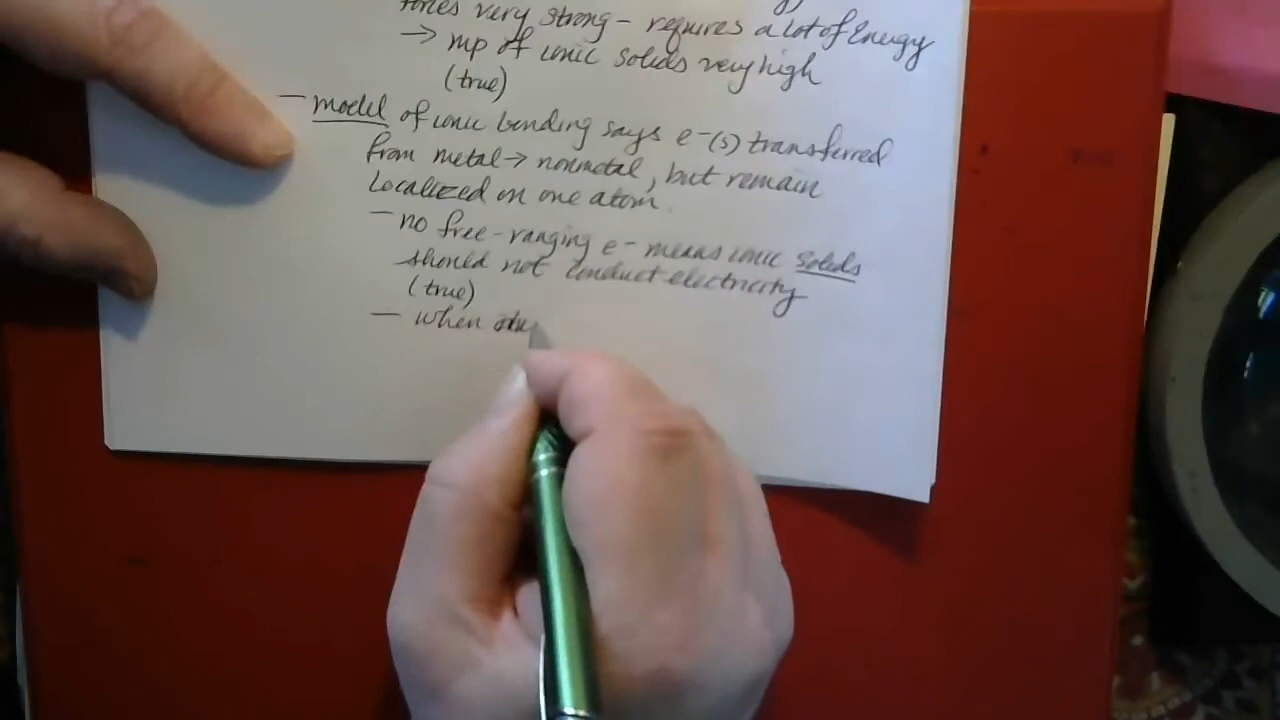 very strong - requires a lot of Energy
→ mp of ionic solids very high
(true)
- model of ionic bonding says e-(s) transferred
from metal → nonmetal, but remain
localized on one atom.
- no free-ranging e- means ionic solids
should not conduct electricity
(true)
- when